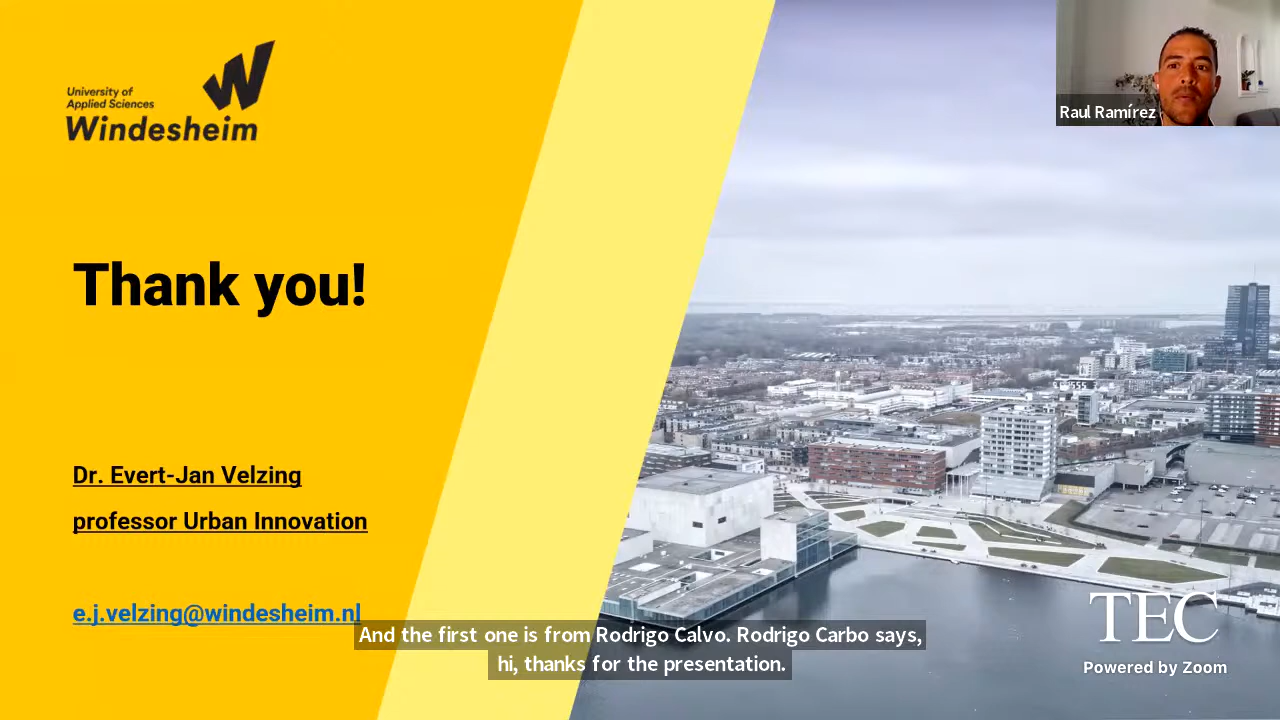 University of
Applied Sciences
Windesheim
Raul Ramírez
Thank you!
Dr. Evert-Jan Velzing
professor Urban Innovation
e.j.velzing@windesheim.nl
And the first one is from Rodrigo Calvo. Rodrigo Carbo says,
hi, thanks for the presentation.
TEC
Powered by Zoom